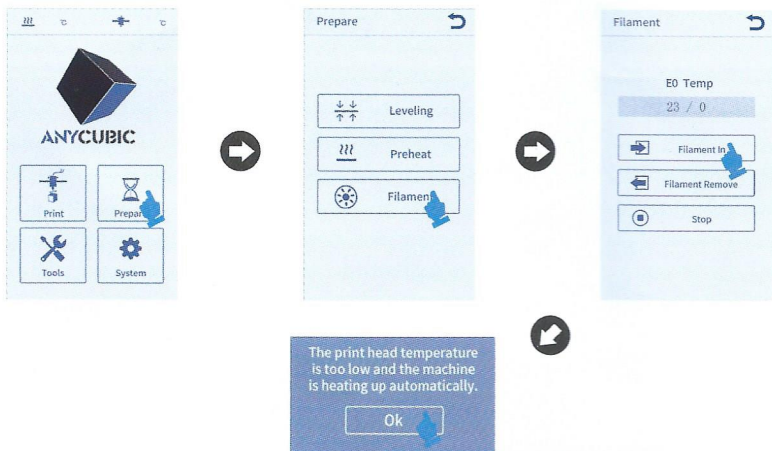 ℃
℃
ANYCUBIC
Print
Prepare
Tools
System
Prepare
Leveling
Preheat
Filament
Filament
E0 Temp
23 / 0
Filament In
Filament Remove
Stop
The print head temperature
is too low and the machine
is heating up automatically.
Ok